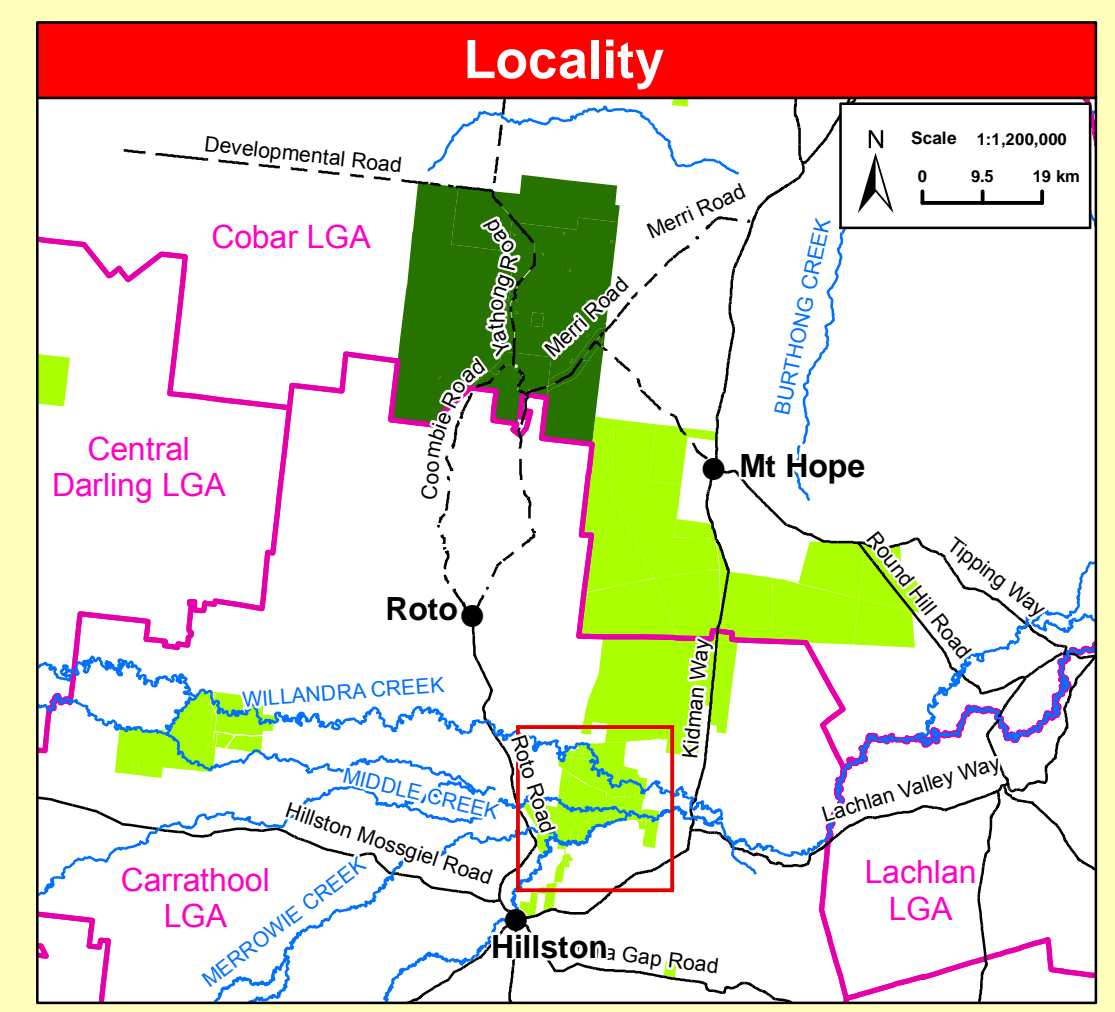 Locality
N
Scale 1:1,200,000
0 9.5 19 km
Developmental Road
Merri Road
Cobar LGA
Yathong Road
BURTHONG CREEK
Merri Road
Coombie Road
Central
Darling LGA
Mt Hope
Round Hill Road
Tipping Way
Roto
Kidman Way
WILLANDRA CREEK
Roto Road
MIDDLE CREEK
Lachlan Valley Way
Hillston Mossgiel Road
Carrathool
LGA
MERROWIE CREEK
Lachlan
LGA
Hillston
Gap Road